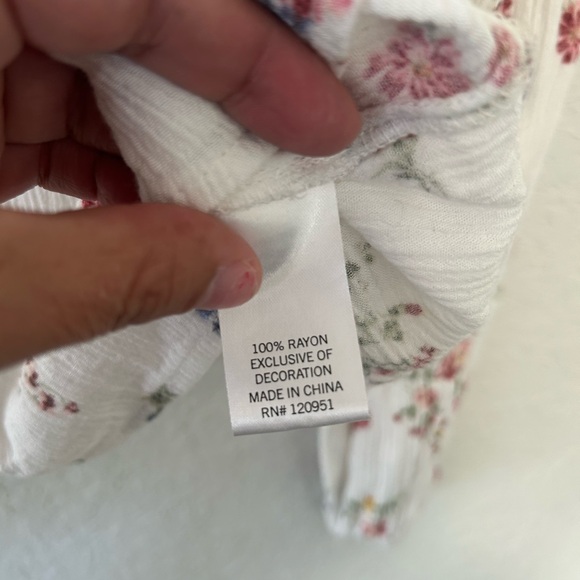 100% RAYON
EXCLUSIVE OF
DECORATION
MADE IN CHINA
RN# 120951